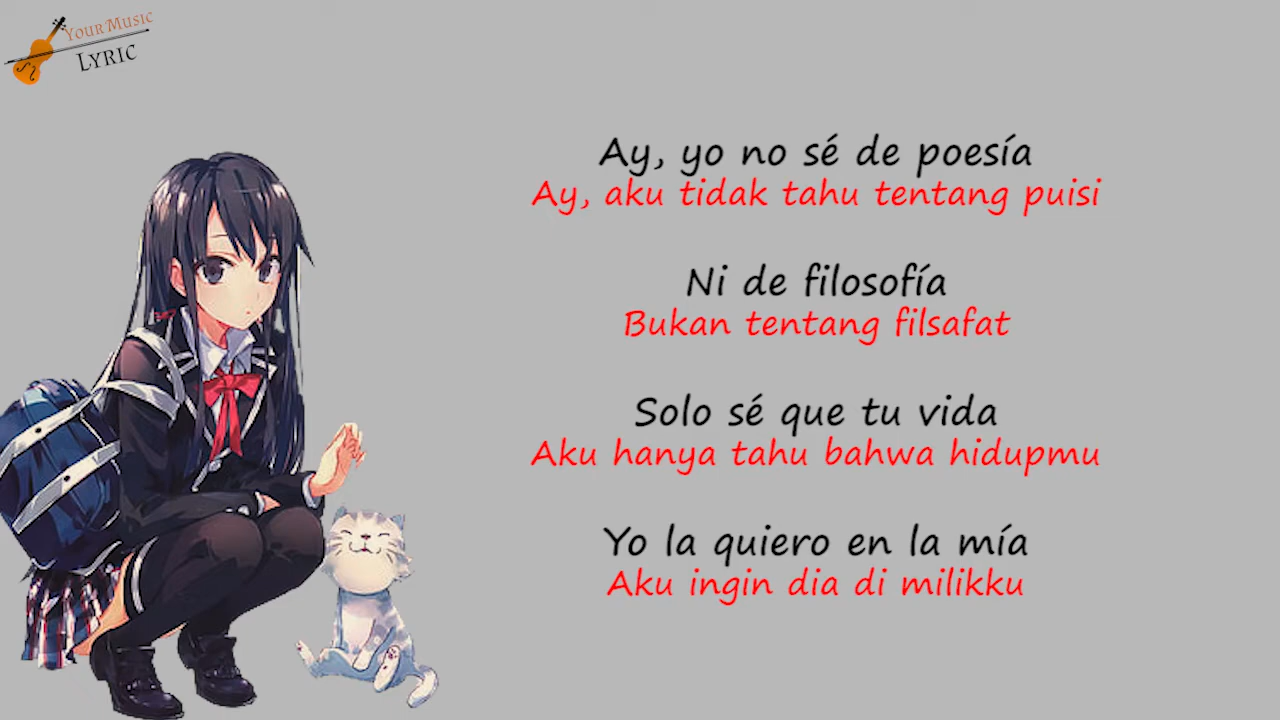 Your Music
Lyric
Ay, yo no sé de poesía
Ay, aku tidak tahu tentang puisi
Ni de filosofía
Bukan tentang filsafat
Solo sé que tu vida
Aku hanya tahu bahwa hidupmu
Yo la quiero en la mía
Aku ingin dia di milikku